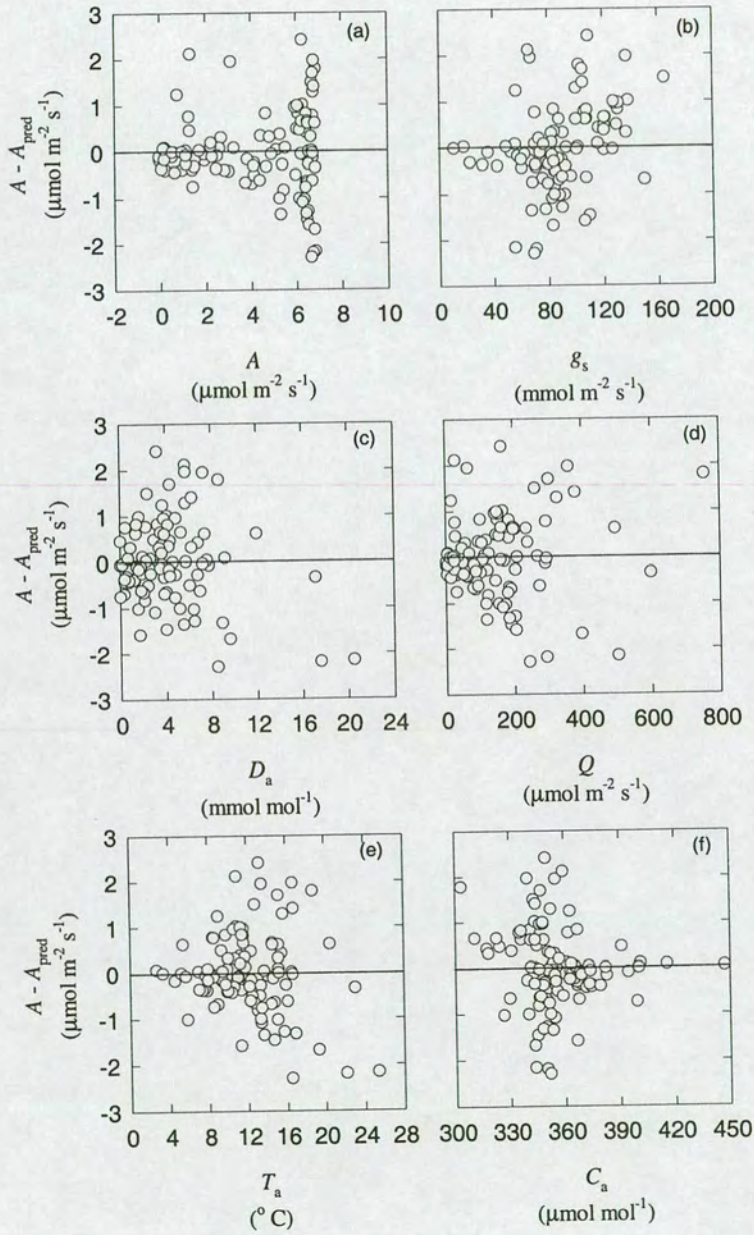 3
2
1
0
-1
-2
-3
A - A_pred
(μmol m⁻² s⁻¹)
(a)
-2 0 2 4 6 8 10
A
(μmol m⁻² s⁻¹)
(b)
0 40 80 120 160 200
g_s
(mmol m⁻² s⁻¹)
3
2
1
0
-1
-2
-3
A - A_pred
(μmol m⁻² s⁻¹)
(c)
0 4 8 12 16 20 24
D_a
(mmol mol⁻¹)
(d)
0 200 400 600 800
Q
(μmol m⁻² s⁻¹)
3
2
1
0
-1
-2
-3
A - A_pred
(μmol m⁻² s⁻¹)
(e)
0 4 8 12 16 20 24 28
T_a
(° C)
(f)
300 330 360 390 420 450
C_a
(μmol mol⁻¹)